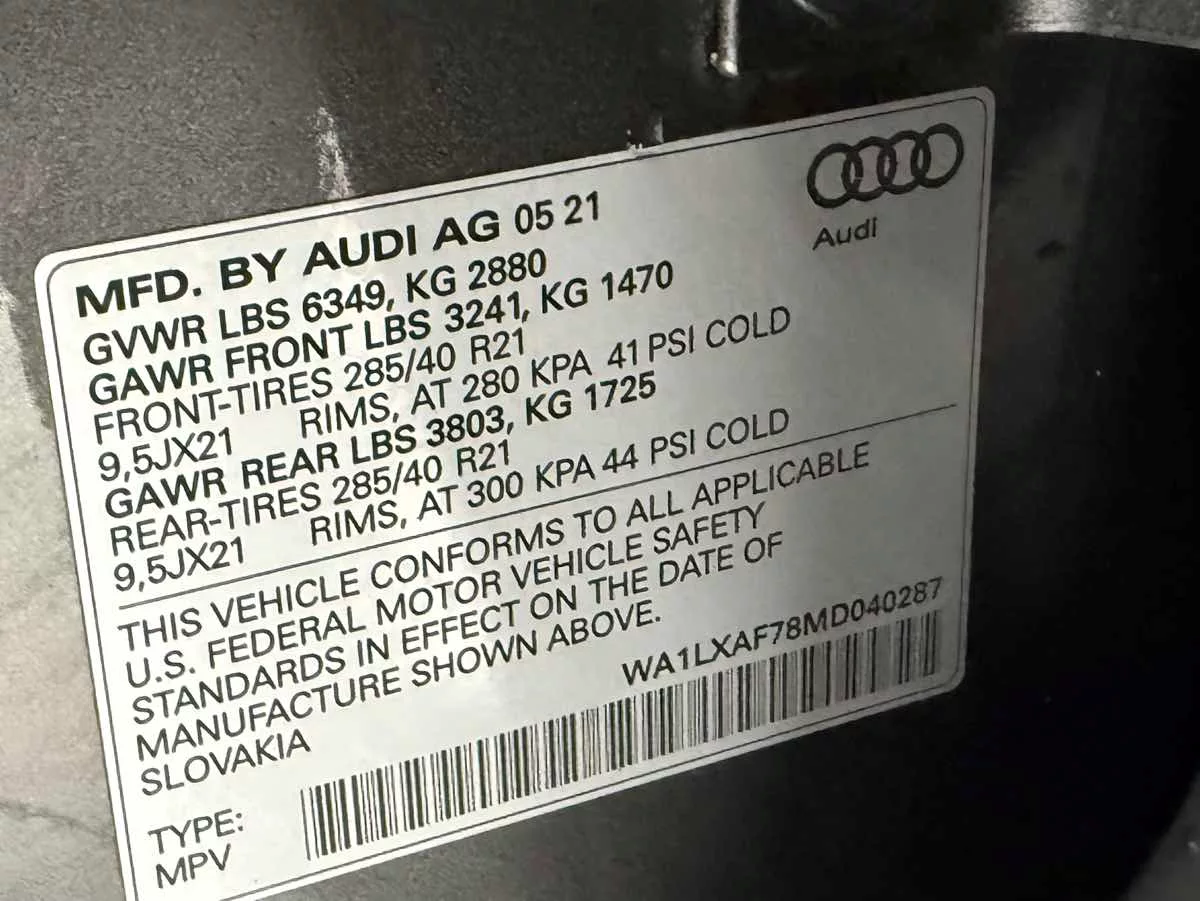 Audi
MFD. BY AUDI AG 05 21
GVWR LBS 6349, KG 2880
GAWR FRONT LBS 3241, KG 1470
FRONT-TIRES 285/40 R21
9,5JX21 RIMS, AT 280 KPA 41 PSI COLD
GAWR REAR LBS 3803, KG 1725
REAR-TIRES 285/40 R21
9,5JX21 RIMS, AT 300 KPA 44 PSI COLD
THIS VEHICLE CONFORMS TO ALL APPLICABLE
U.S. FEDERAL MOTOR VEHICLE SAFETY
STANDARDS IN EFFECT ON THE DATE OF
MANUFACTURE SHOWN ABOVE.
SLOVAKIA
WA1LXAF78MD040287
TYPE:
MPV